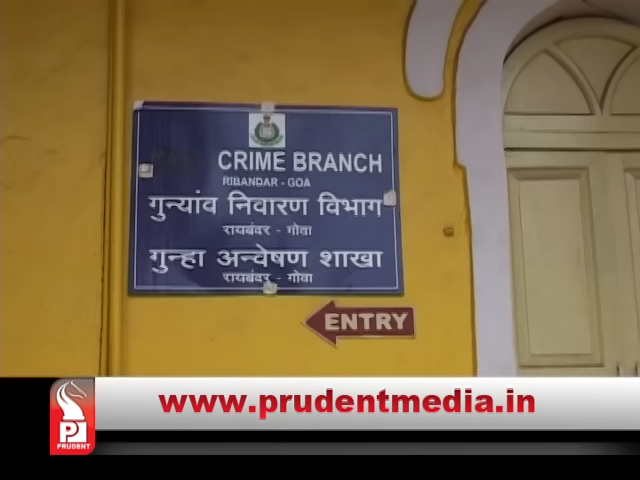 CRIME BRANCH
RIBANDAR - GOA
गुन्यांव निवारण विभाग
रायबंदर - गोवा
गुन्हा अन्वेषण शाखा
रायबंदर - गोवा
ENTRY
www.prudentmedia.in
PRUDENT